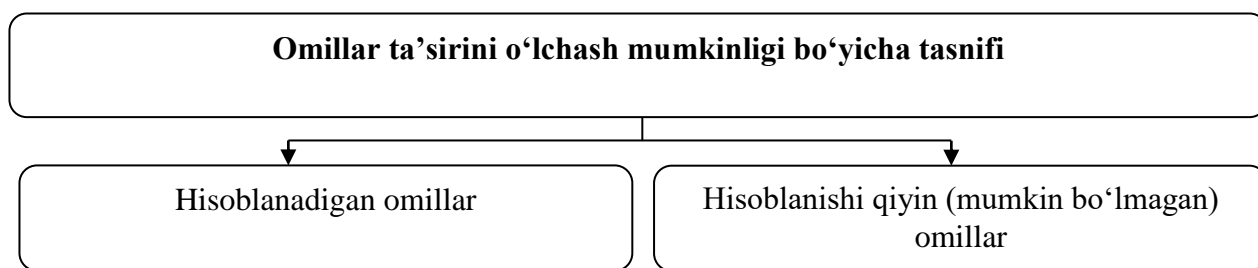 Omillar ta’sirini o‘lchash mumkinligi bo‘yicha tasnifi
Hisoblanadigan omillar
Hisoblanishi qiyin (mumkin bo‘lmagan)
omillar